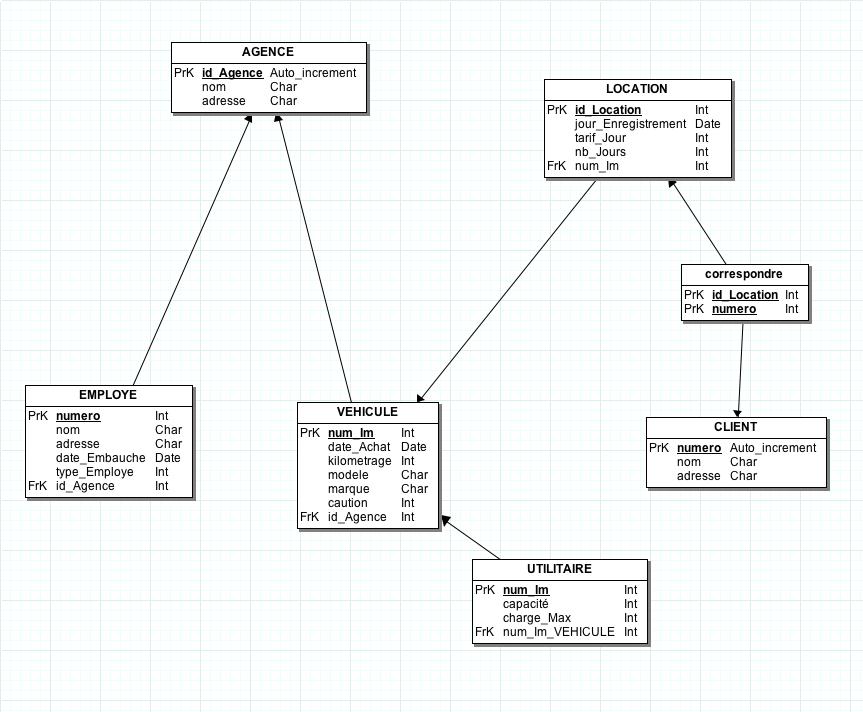 AGENCE
PrK id_Agence Auto_increment
nom Char
adresse Char
LOCATION
PrK id_Location Int
jour_Enregistrement Date
tarif_Jour Int
nb_Jours Int
FrK num_Im Int
correspondre
PrK id_Location Int
PrK numero Int
EMPLOYE
PrK numero Int
nom Char
adresse Char
date_Embauche Date
type_Employe Int
FrK id_Agence Int
VEHICULE
PrK num_Im Int
date_Achat Date
kilometrage Int
modele Char
marque Char
caution Int
FrK id_Agence Int
CLIENT
PrK numero Auto_increment
nom Char
adresse Char
UTILITAIRE
PrK num_Im Int
capacité Int
charge_Max Int
FrK num_Im_VEHICULE Int